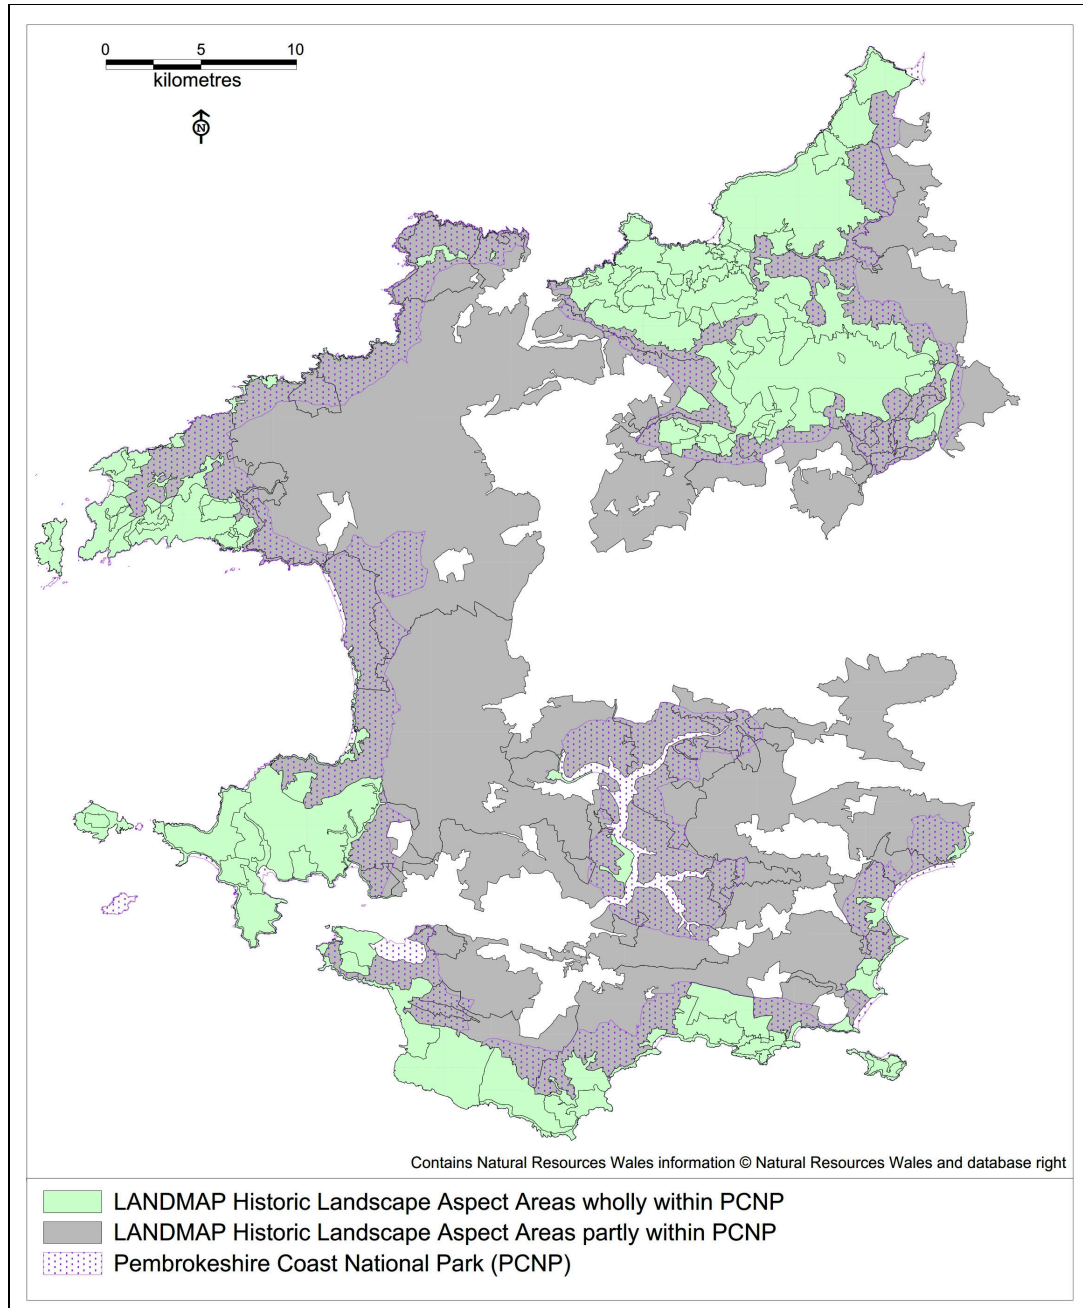 0 5 10
kilometres
N
Contains Natural Resources Wales information © Natural Resources Wales and database right
LANDMAP Historic Landscape Aspect Areas wholly within PCNP
LANDMAP Historic Landscape Aspect Areas partly within PCNP
Pembrokeshire Coast National Park (PCNP)